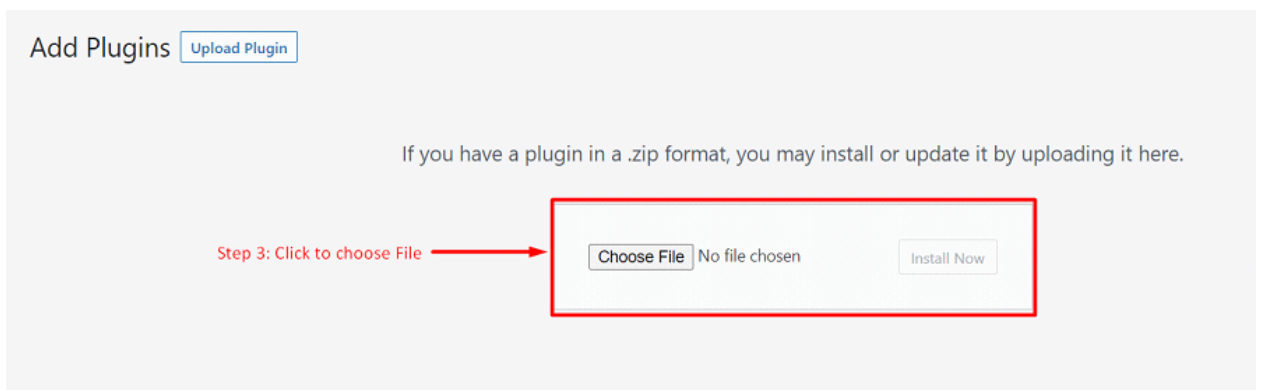 Add Plugins Upload Plugin
If you have a plugin in a .zip format, you may install or update it by uploading it here.
Step 3: Click to choose File Choose File No file chosen Install Now